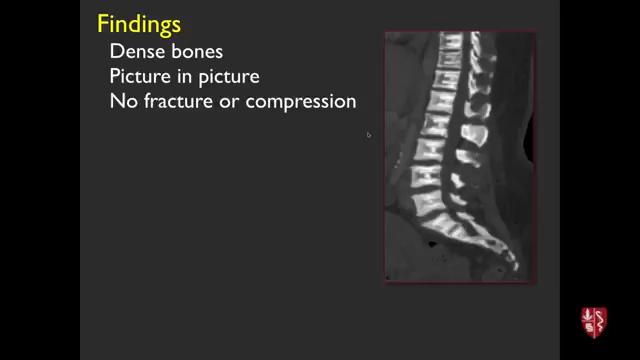 Findings
Dense bones
Picture in picture
No fracture or compression